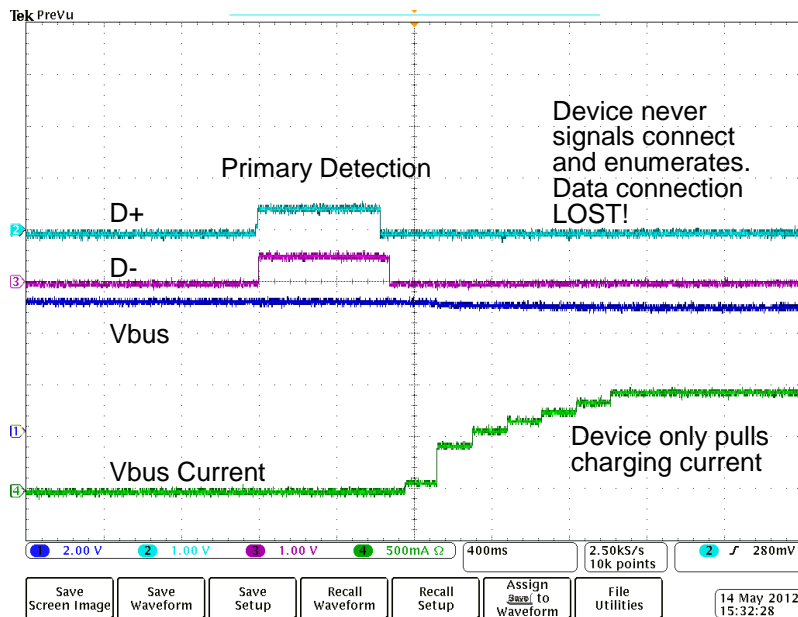 Tek PreVu
Device never
signals connect
and enumerates.
Data connection
LOST!
Primary Detection
D+
2
D-
3
Vbus
1
Device only pulls
charging current
Vbus Current
4
1 2.00 V 2 1.00 V 3 1.00 V 4 500mA Ω 400ms 2.50kS/s 2 280mV
10k points
Save Screen Image
Save Waveform
Save Setup
Recall Waveform
Recall Setup
Assign Save to Waveform
File Utilities
14 May 2012
15:32:28